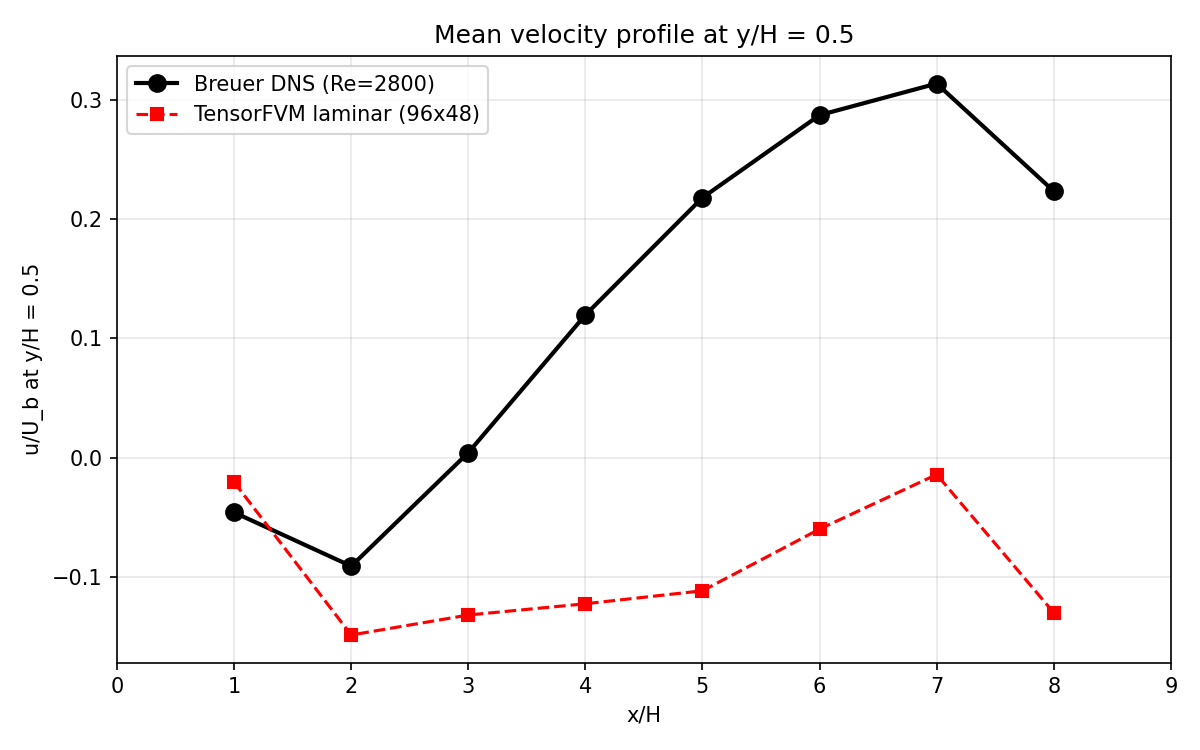 Mean velocity profile at y/H = 0.5
Breuer DNS (Re=2800)
TensorFVM laminar (96x48)
0.3
0.2
0.1
0.0
−0.1
u/U_b at y/H = 0.5
0 1 2 3 4 5 6 7 8 9
x/H